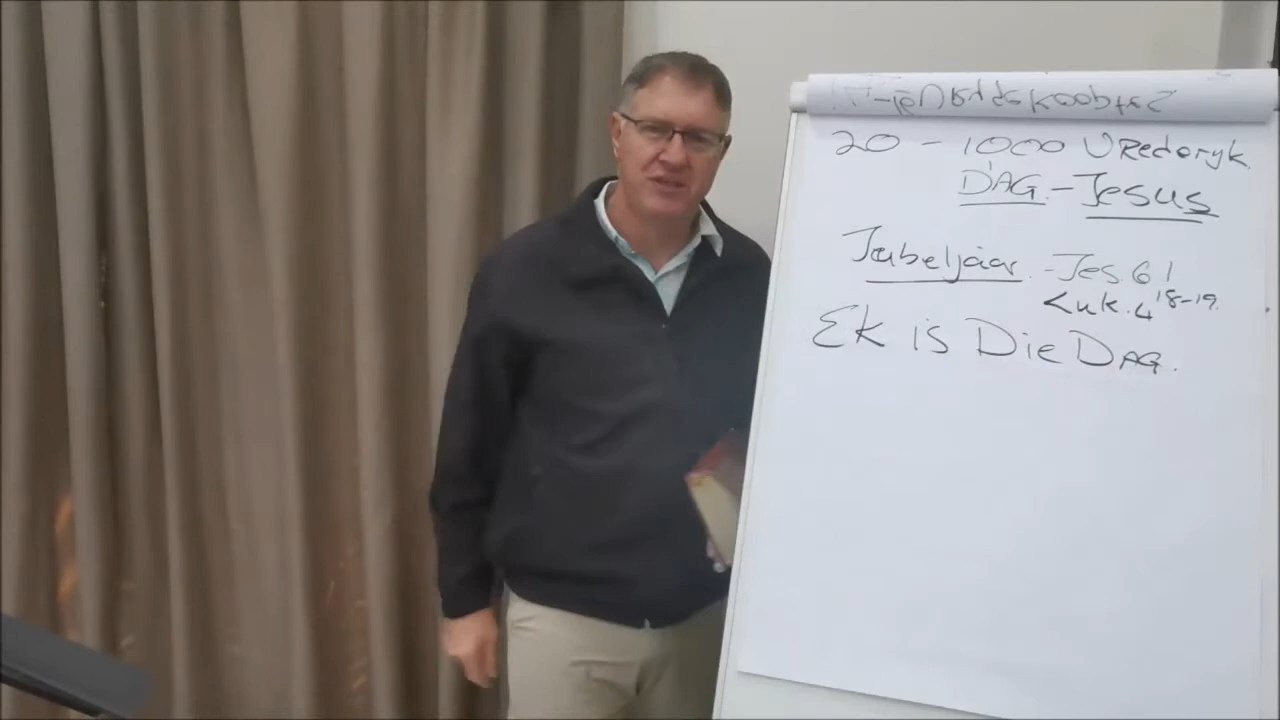 20 - 1000 Vrederyk
DAG. - Jesus
Jubeljaar. - Jes 61
Luk. 4 18-19.
Ek is Die DAG.